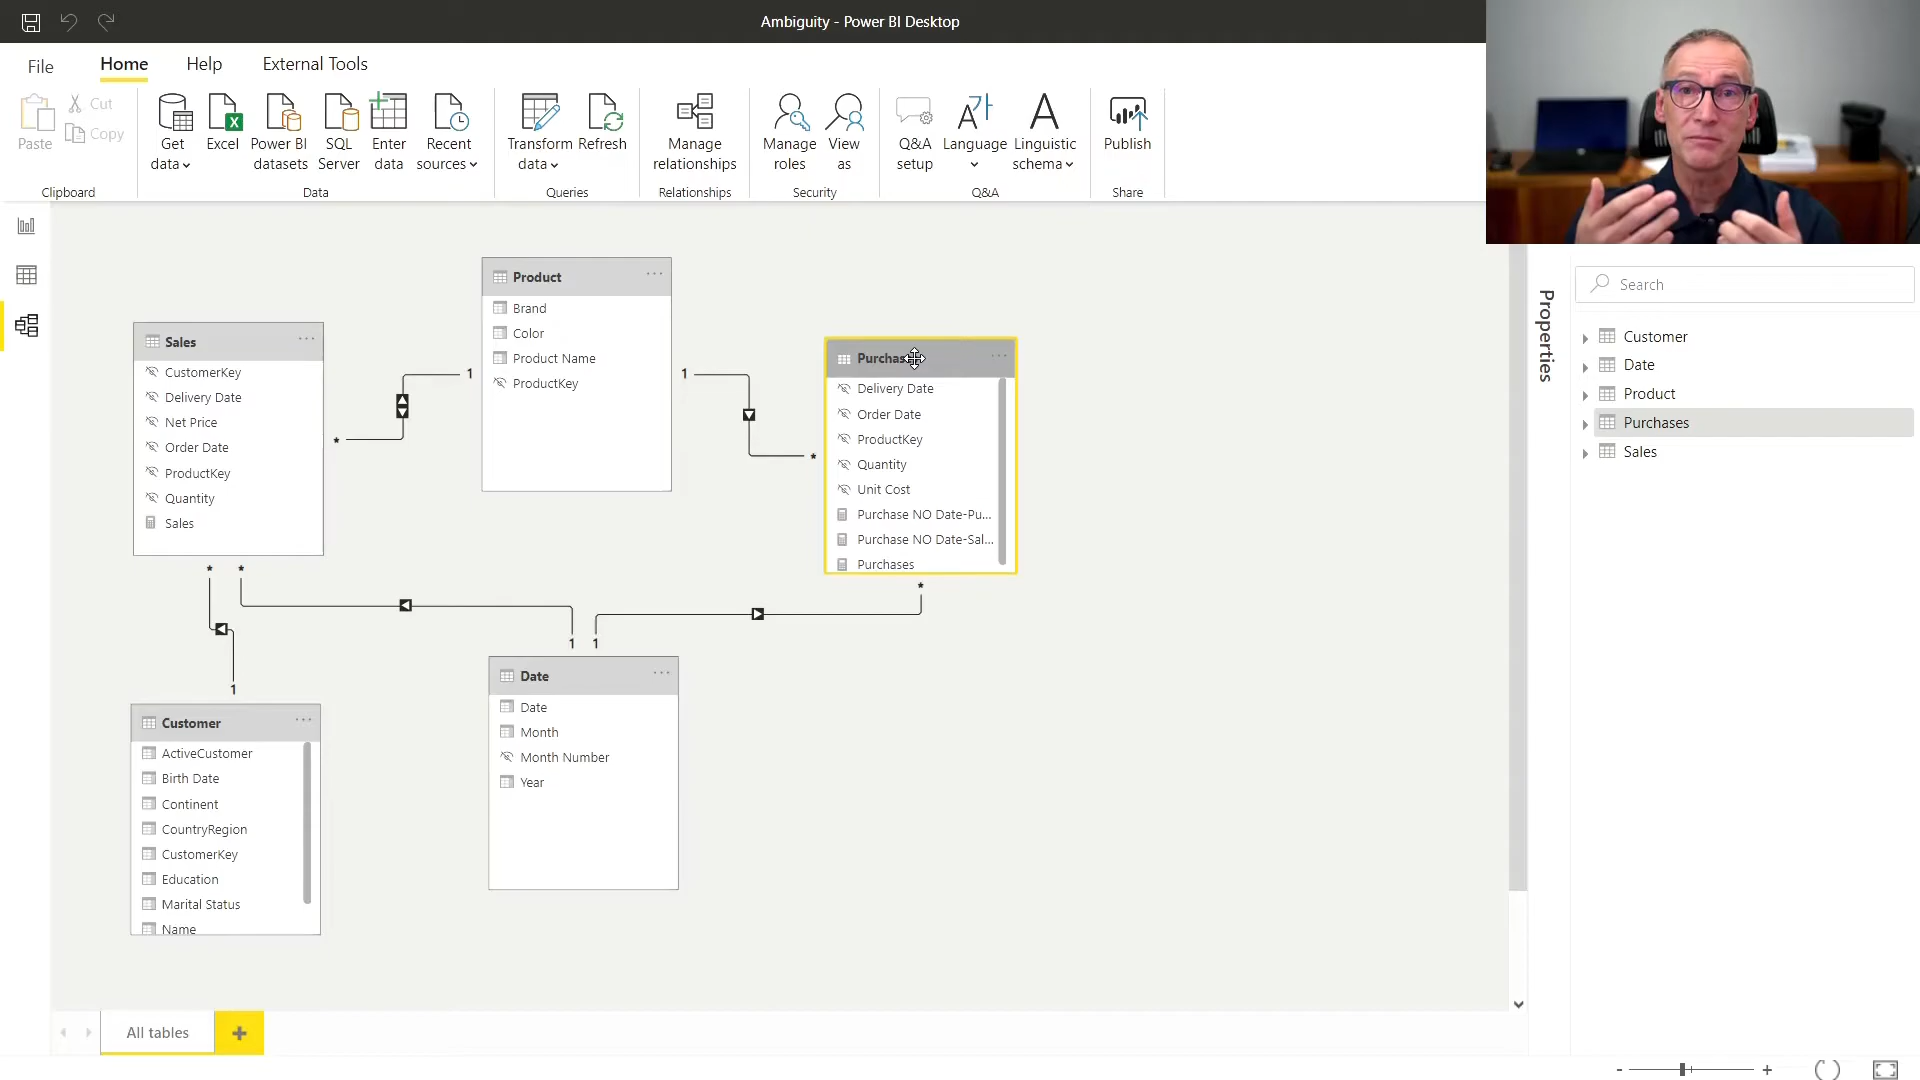 Ambiguity - Power BI Desktop
File
Home
Help
External Tools
Paste
Cut
Copy
Clipboard
Get data
Excel
Power BI datasets
SQL Server
Enter data
Recent sources
Data
Transform data
Refresh
Queries
Manage relationships
Relationships
Manage roles
View as
Security
Q&A setup
Language
Linguistic schema
Q&A
Publish
Share
Product
Brand
Color
Product Name
ProductKey
Sales
CustomerKey
Delivery Date
Net Price
Order Date
ProductKey
Quantity
Sales
1
*
1
*
Delivery Date
Order Date
ProductKey
Quantity
Unit Cost
Purchase NO Date-Pu...
Purchase NO Date-Sal...
Purchases
*
*
*
1
1
1
Customer
ActiveCustomer
Birth Date
Continent
CountryRegion
CustomerKey
Education
Marital Status
Name
Date
Date
Month
Month Number
Year
Properties
Search
Customer
Date
Product
Purchases
Sales
All tables
+
-
+